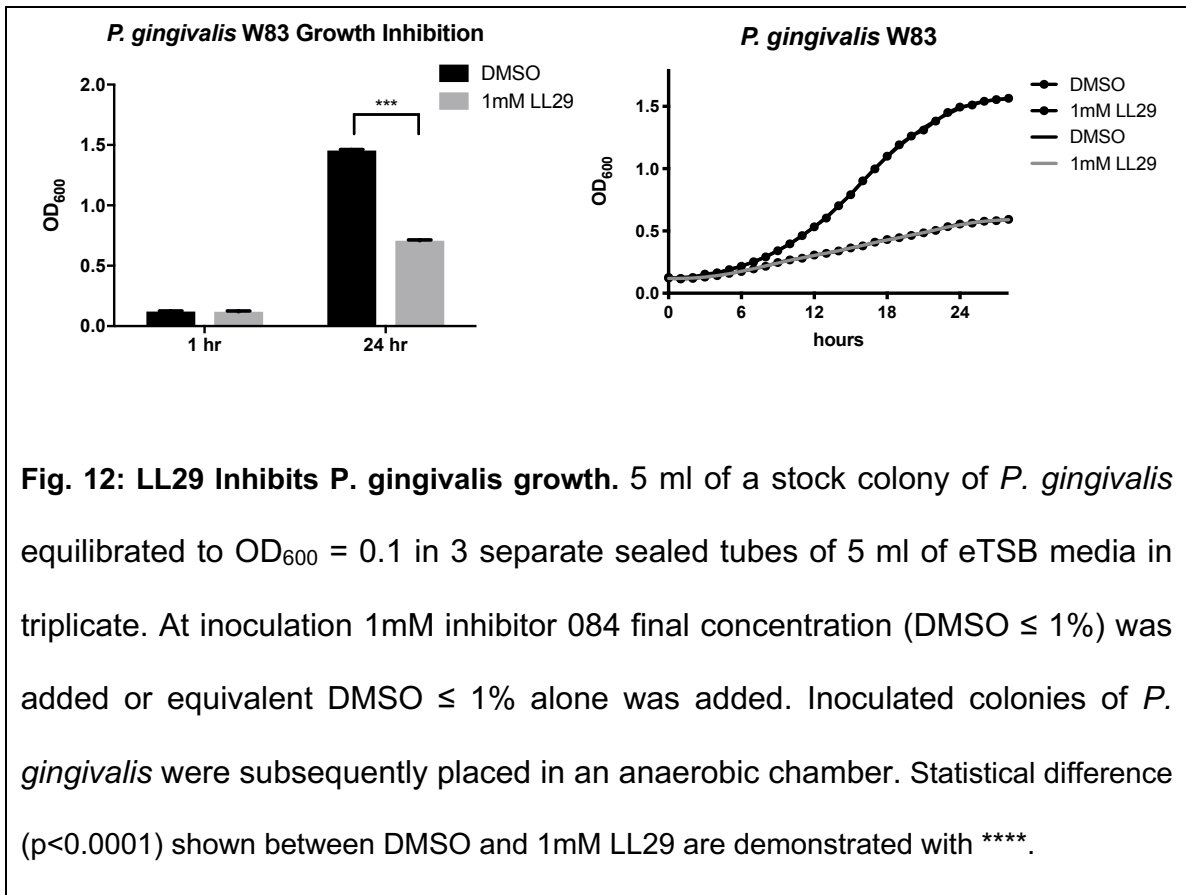 P. gingivalis W83 Growth Inhibition
DMSO
1mM LL29
2.0
1.5
1.0
0.5
0.0
OD600
***
1 hr
24 hr
P. gingivalis W83
DMSO
1mM LL29
DMSO
1mM LL29
1.5
1.0
0.5
0.0
OD600
0
6
12
18
24
hours
Fig. 12: LL29 Inhibits P. gingivalis growth. 5 ml of a stock colony of P. gingivalis
equilibrated to OD600 = 0.1 in 3 separate sealed tubes of 5 ml of eTSB media in
triplicate. At inoculation 1mM inhibitor 084 final concentration (DMSO ≤ 1%) was
added or equivalent DMSO ≤ 1% alone was added. Inoculated colonies of P.
gingivalis were subsequently placed in an anaerobic chamber. Statistical difference
(p<0.0001) shown between DMSO and 1mM LL29 are demonstrated with ****.